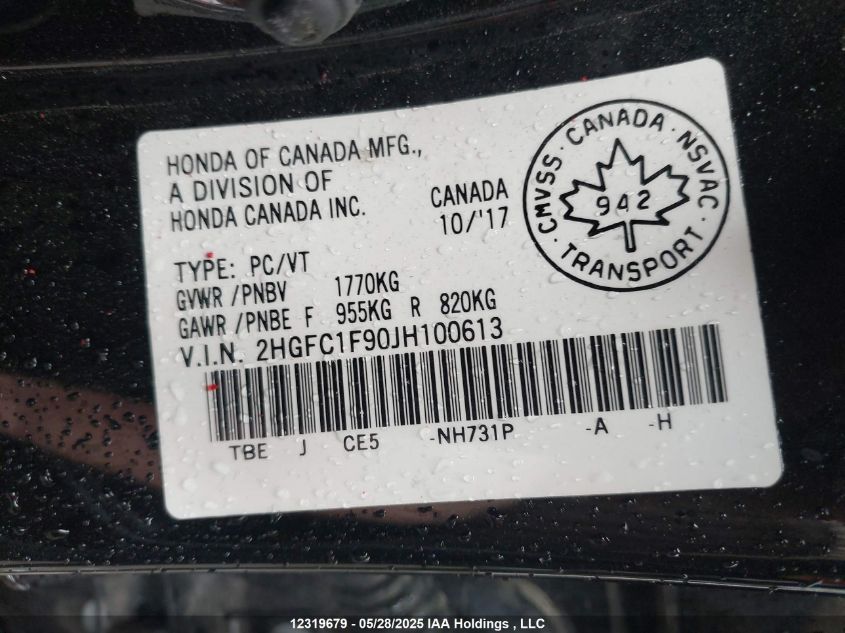 HONDA OF CANADA MFG.,
A DIVISION OF
HONDA CANADA INC.
CANADA
10/'17
CMVSS · CANADA · NSVAC ·
942
TRANSPORT
TYPE: PC/VT
GVWR/PNBV 1770KG
GAWR/PNBE F 955KG R 820KG
V.I.N. 2HGFC1F90JH100613
TBE J CE5 -NH731P -A -H
12319679 - 05/28/2025 IAA Holdings , LLC